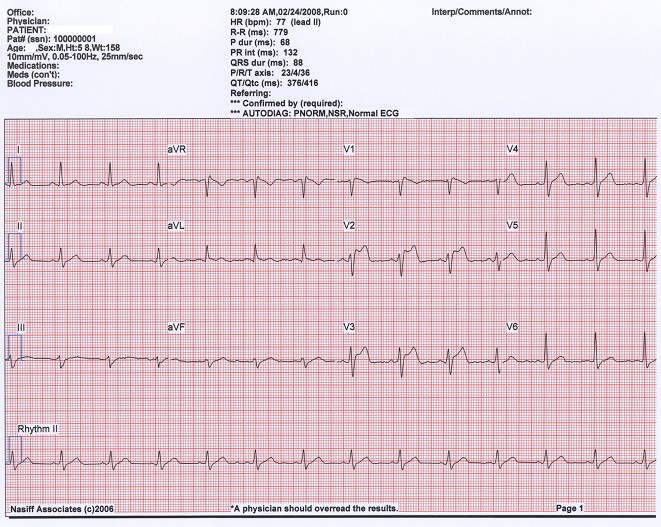 Office:
Physician:
PATIENT:
Pat# (ssn): 100000001
Age: ,Sex:M,Ht:5 8,Wt:158
10mm/mV, 0.05-100Hz, 25mm/sec
Medications:
Meds (con't):
Blood Pressure:
8:09:28 AM,02/24/2008,Run:0
HR (bpm): 77 (lead II)
R-R (ms): 779
P dur (ms): 68
PR int (ms): 132
QRS dur (ms): 88
P/R/T axis: 23/4/36
QT/Qtc (ms): 376/416
Referring:
*** Confirmed by (required):
*** AUTODIAG: PNORM,NSR,Normal ECG
Interp/Comments/Annot:
I aVR V1 V4
II aVL V2 V5
III aVF V3 V6
Rhythm II
Nasiff Associates (c)2006 *A physician should overread the results. Page 1